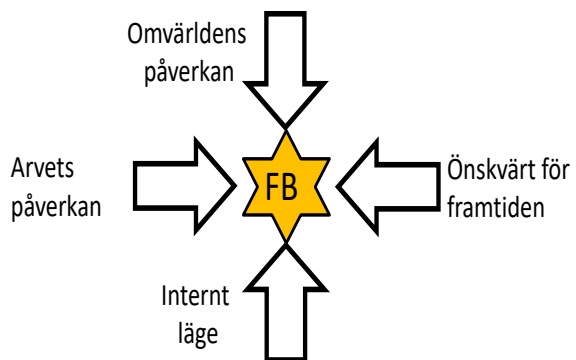 Omvärldens
påverkan
Arvets
påverkan
FB
Önskvärt för
framtiden
Internt
läge